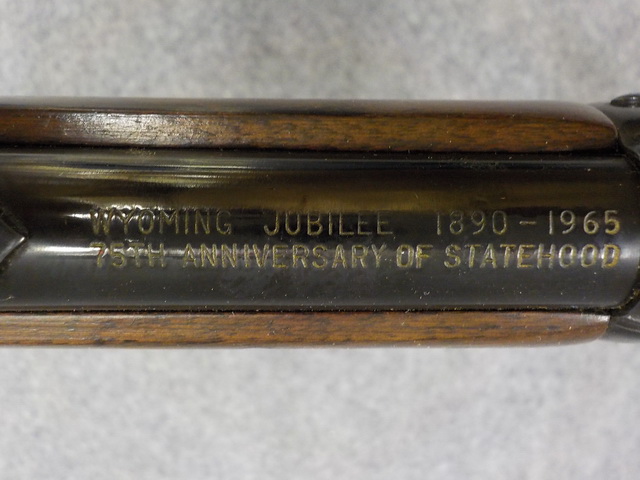 WYOMING JUBILEE 1890-1965
75TH ANNIVERSARY OF STATEHOOD